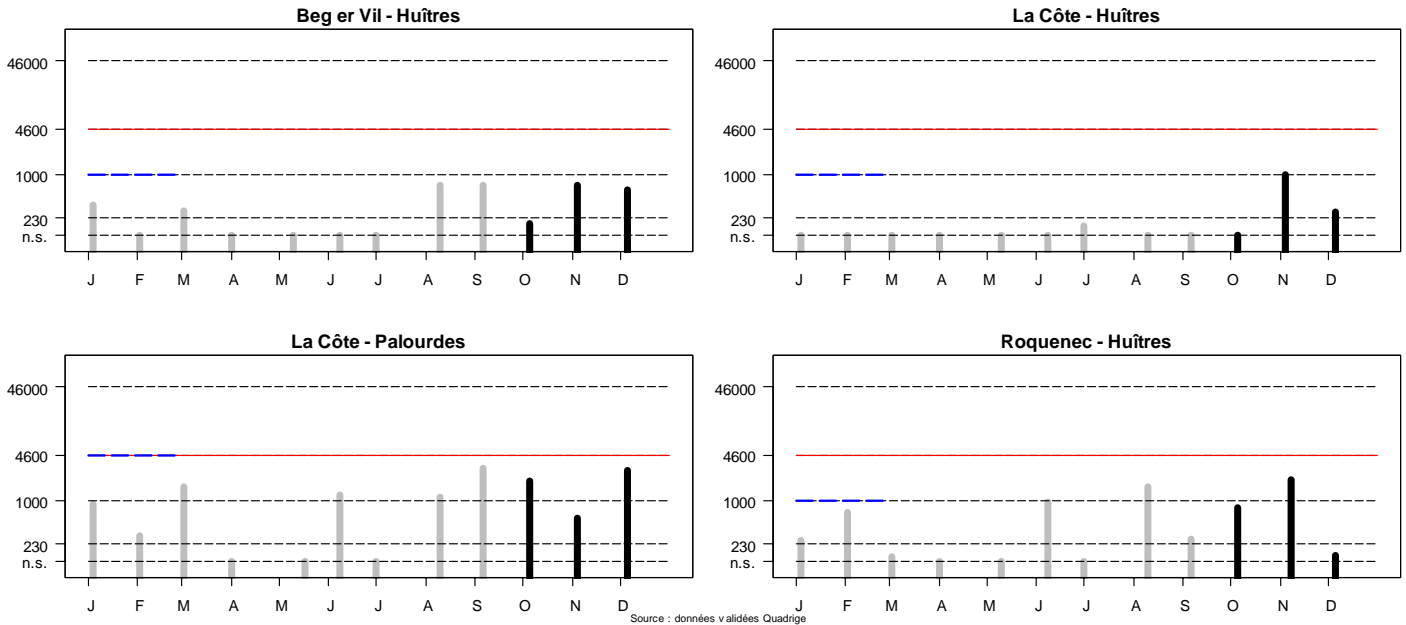 Beg er Vil - Huîtres
46000
4600
1000
230
n.s.
J F M A M J J A S O N D
La Côte - Huîtres
46000
4600
1000
230
n.s.
J F M A M J J A S O N D
La Côte - Palourdes
46000
4600
1000
230
n.s.
J F M A M J J A S O N D
Roquenec - Huîtres
46000
4600
1000
230
n.s.
J F M A M J J A S O N D
Source : données validées Quadrige